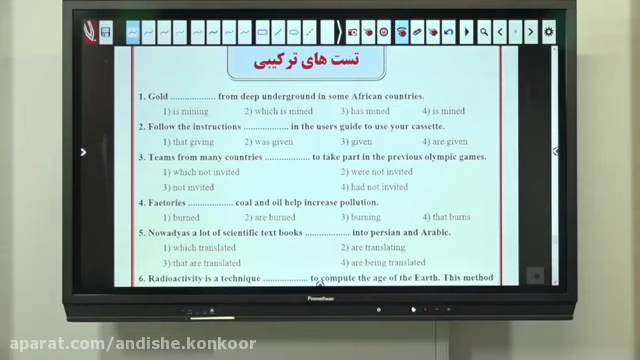 تست های ترکیبی
1. Gold .................. from deep underground in some African countries.
1) is mining 2) which is mined 3) has mined 4) is mined
2. Follow the instructions .................. in the users guide to use your cassette.
1) that giving 2) was given 3) given 4) are given
3. Teams from many countries .................. to take part in the previous olympic games.
1) which not invited 2) were not invited
3) not invited 4) had not invited
4. Faetories .................. coal and oil help increase pollution.
1) burned 2) are burned 3) burning 4) that burns
5. Nowadyas a lot of scientific text books .................. into persian and Arabic.
1) which translated 2) are translating
3) that are translated 4) are being translated
6. Radioactivity is a technique .................. to compute the age of the Earth. This method
Promethean
aparat.com/andishe.konkoor